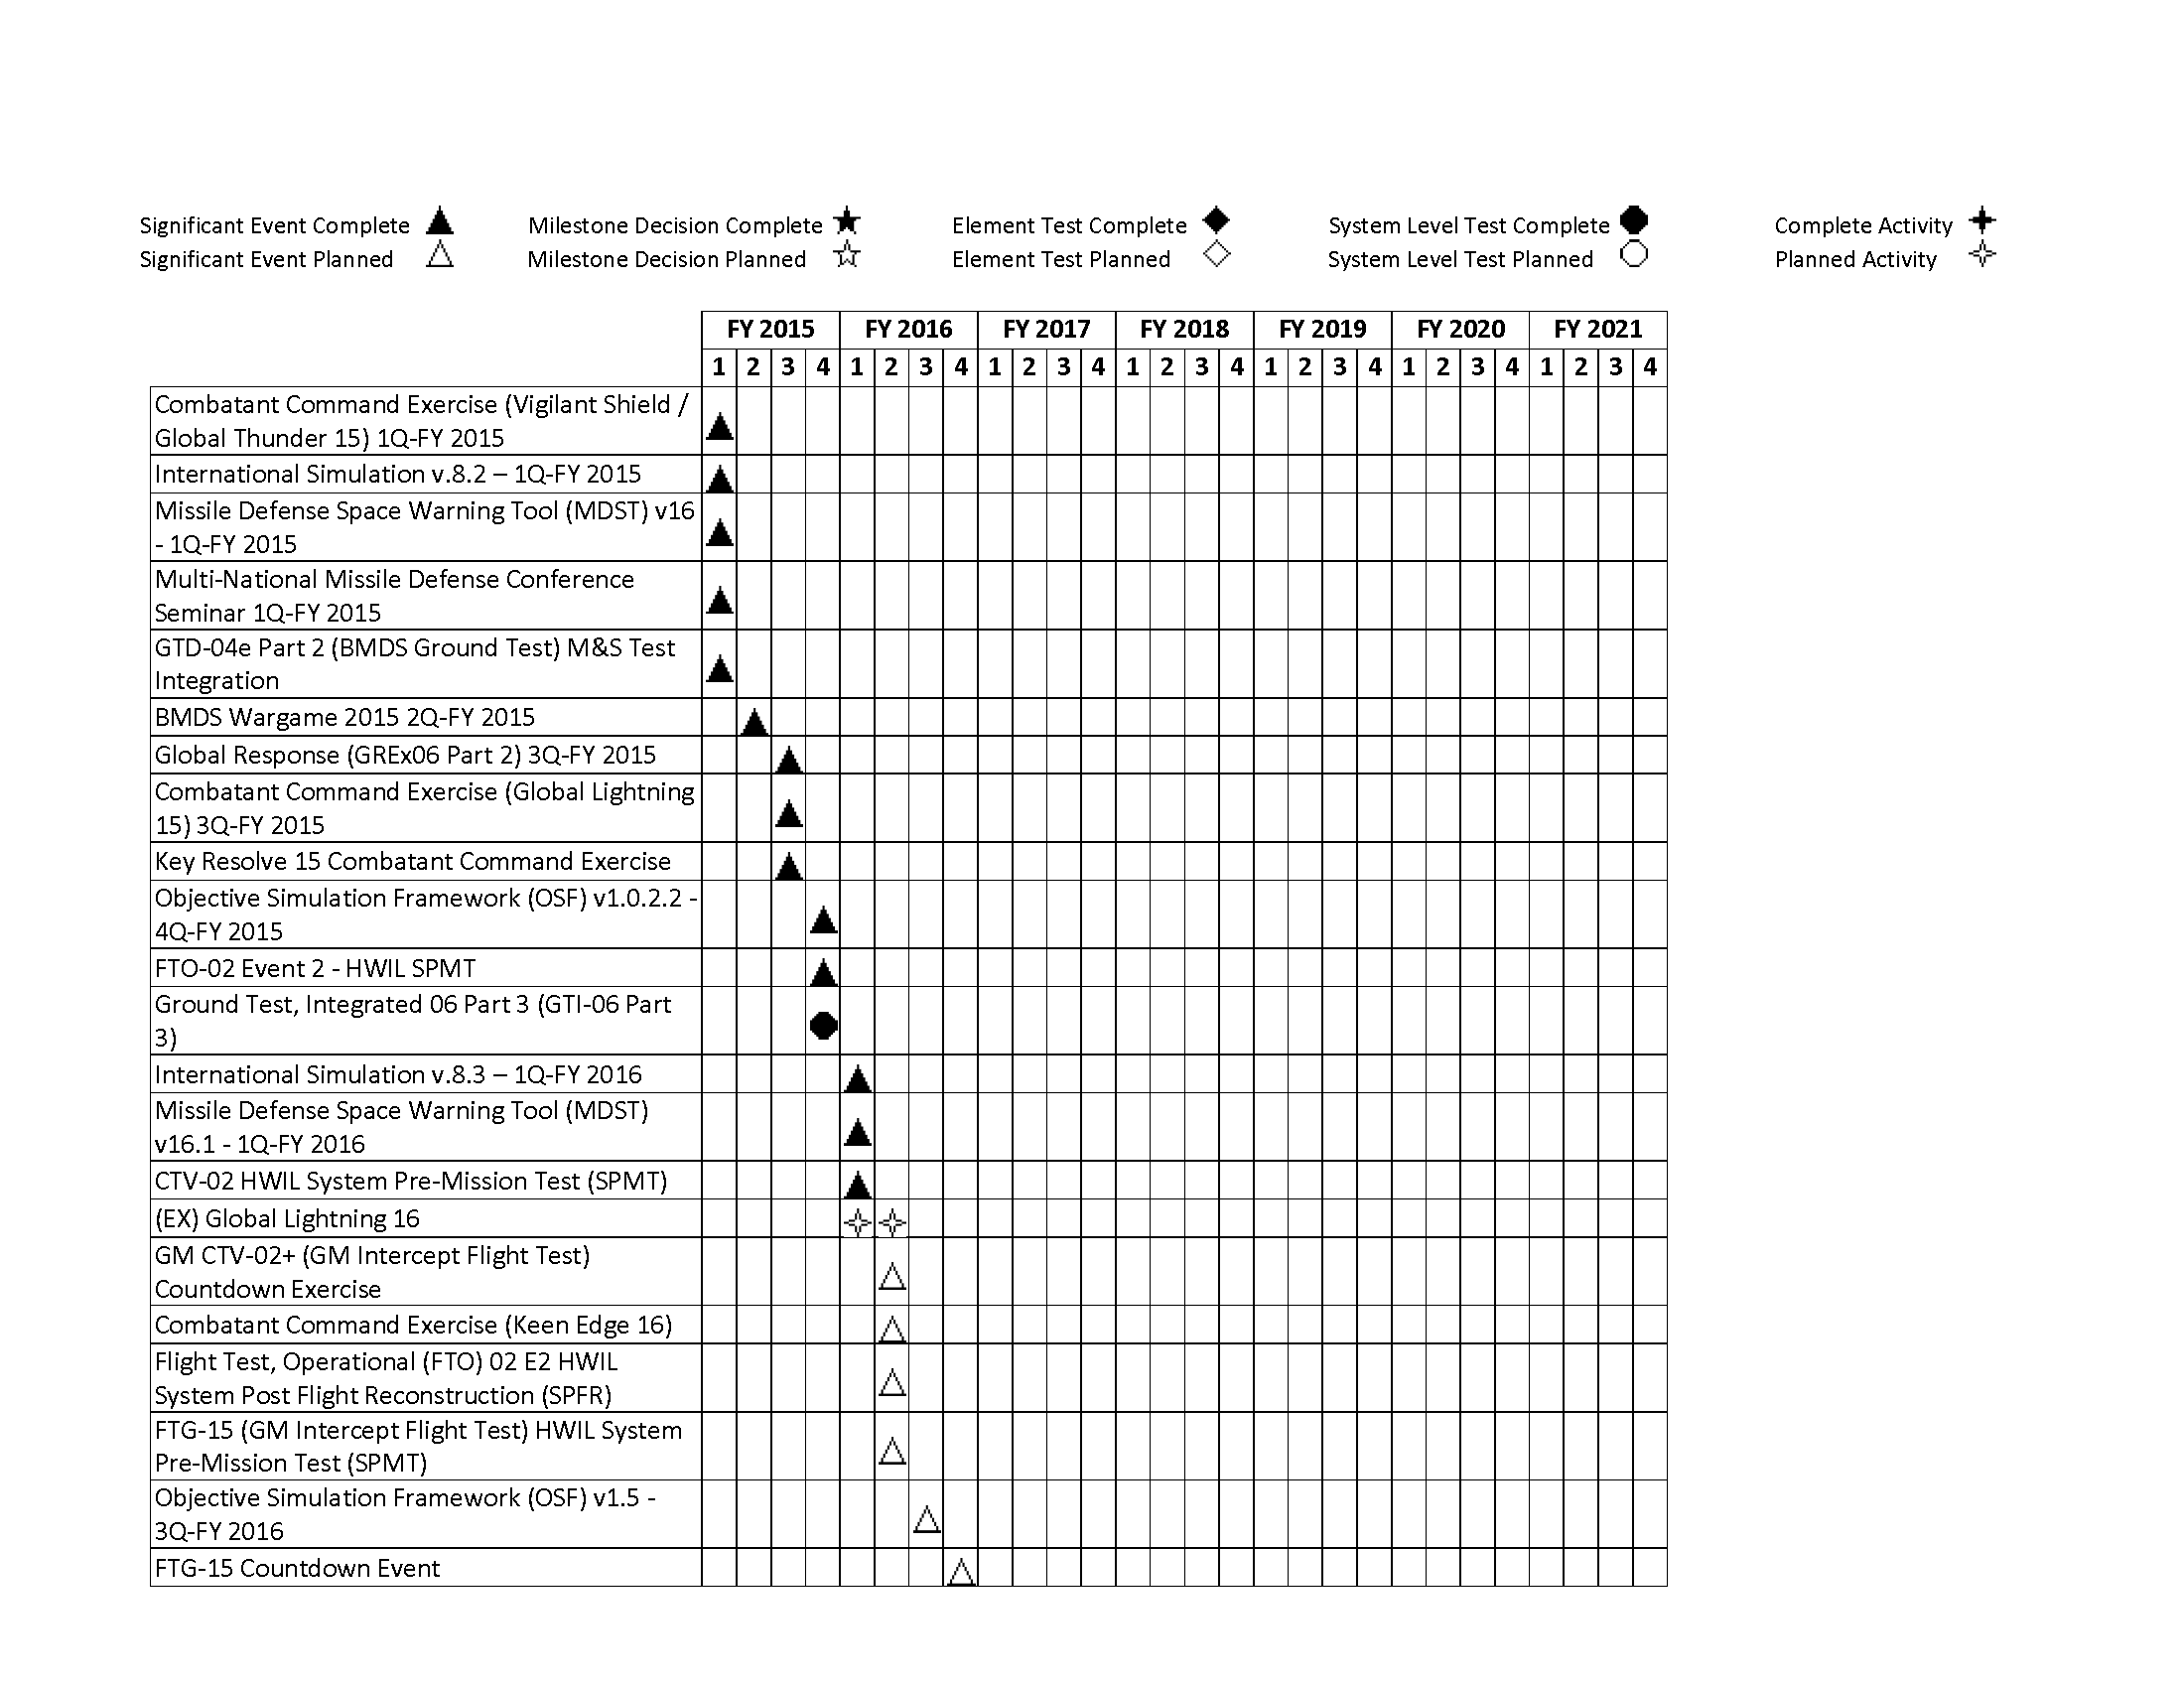 Significant Event Complete Milestone Decision Complete Element Test Complete System Level Test Complete Complete Activity
Significant Event Planned Milestone Decision Planned Element Test Planned System Level Test Planned Planned Activity
FY 2015 FY 2016 FY 2017 FY 2018 FY 2019 FY 2020 FY 2021
1 2 3 4 1 2 3 4 1 2 3 4 1 2 3 4 1 2 3 4 1 2 3 4 1 2 3 4
Combatant Command Exercise (Vigilant Shield /
Global Thunder 15) 1Q-FY 2015
International Simulation v.8.2 – 1Q-FY 2015
Missile Defense Space Warning Tool (MDST) v16
- 1Q-FY 2015
Multi-National Missile Defense Conference
Seminar 1Q-FY 2015
GTD-04e Part 2 (BMDS Ground Test) M&S Test
Integration
BMDS Wargame 2015 2Q-FY 2015
Global Response (GREx06 Part 2) 3Q-FY 2015
Combatant Command Exercise (Global Lightning
15) 3Q-FY 2015
Key Resolve 15 Combatant Command Exercise
Objective Simulation Framework (OSF) v1.0.2.2 -
4Q-FY 2015
FTO-02 Event 2 - HWIL SPMT
Ground Test, Integrated 06 Part 3 (GTI-06 Part
3)
International Simulation v.8.3 – 1Q-FY 2016
Missile Defense Space Warning Tool (MDST)
v16.1 - 1Q-FY 2016
CTV-02 HWIL System Pre-Mission Test (SPMT)
(EX) Global Lightning 16
GM CTV-02+ (GM Intercept Flight Test)
Countdown Exercise
Combatant Command Exercise (Keen Edge 16)
Flight Test, Operational (FTO) 02 E2 HWIL
System Post Flight Reconstruction (SPFR)
FTG-15 (GM Intercept Flight Test) HWIL System
Pre-Mission Test (SPMT)
Objective Simulation Framework (OSF) v1.5 -
3Q-FY 2016
FTG-15 Countdown Event